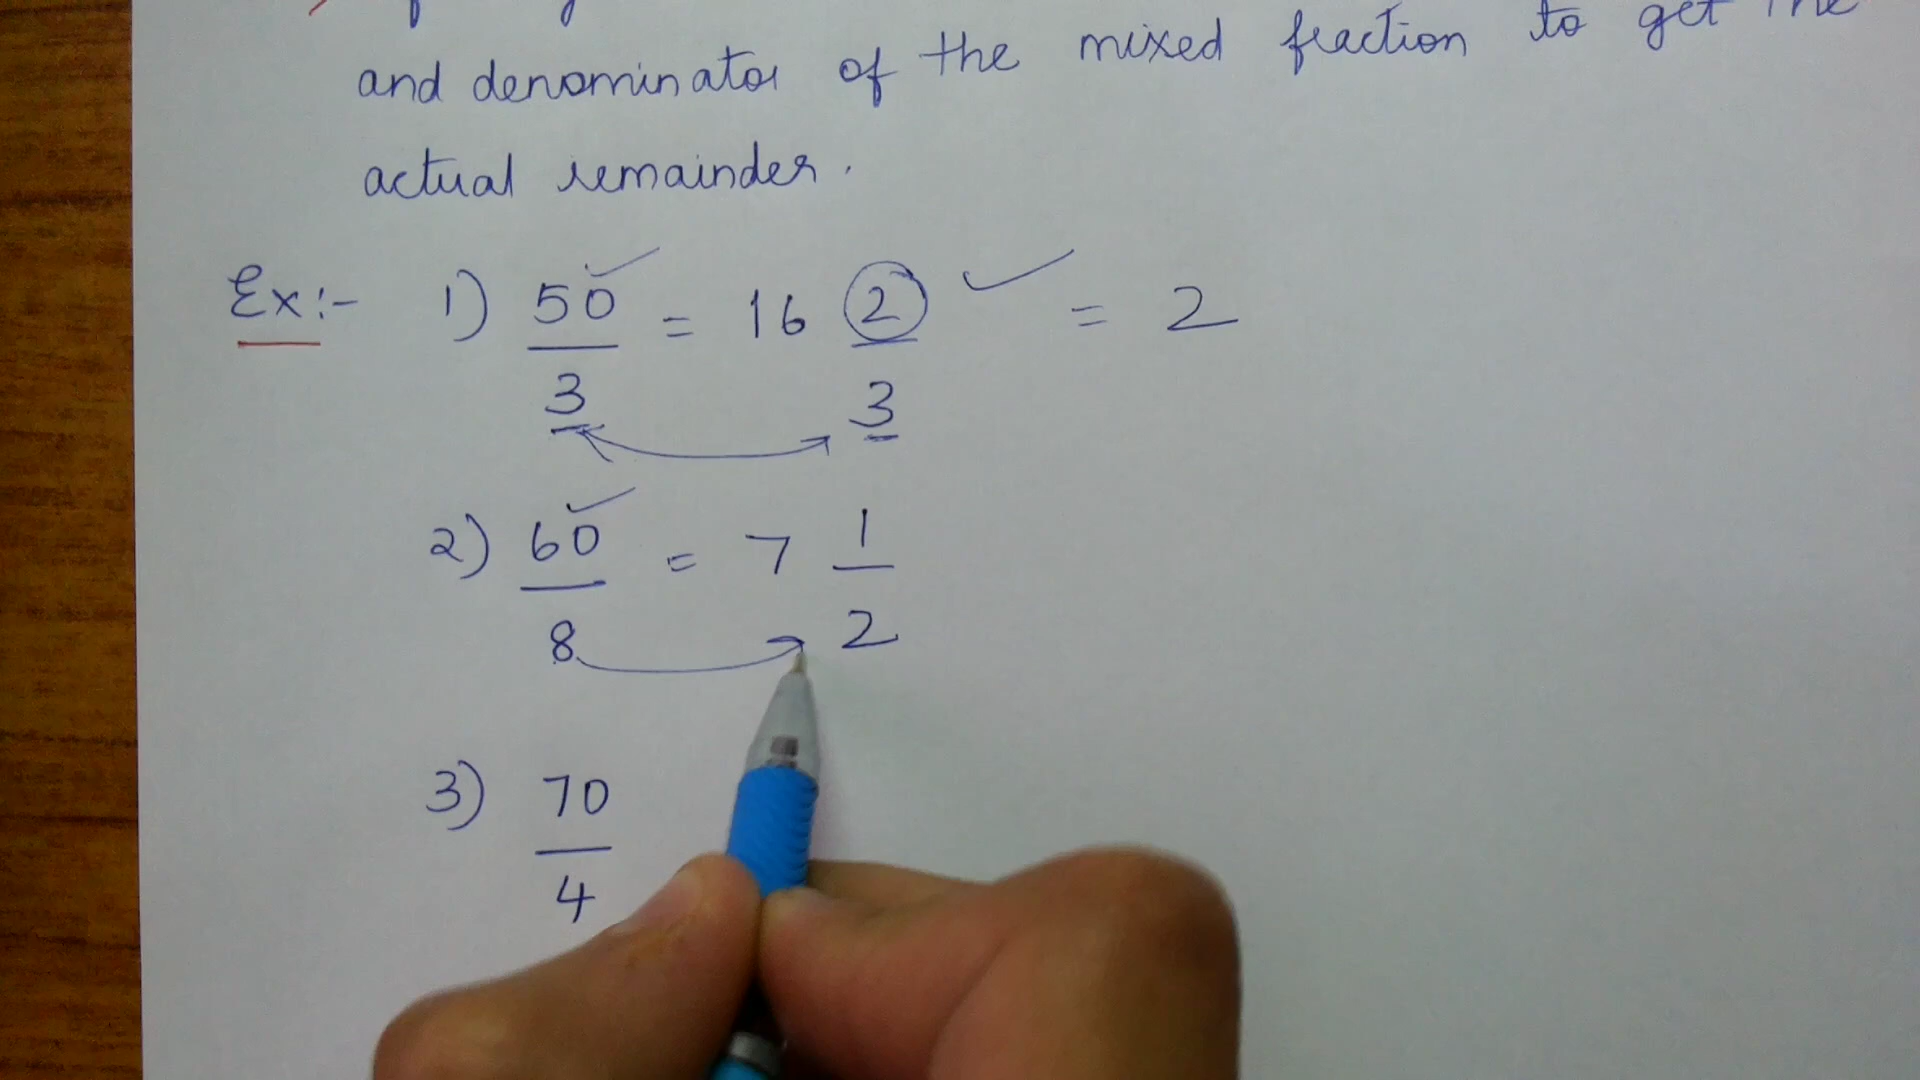 and denominator of the mixed fraction to get the
actual remainder.
Ex:- 1) 50/3 = 16 2/3 = 2
2) 60/8 = 7 1/2
3) 70/4